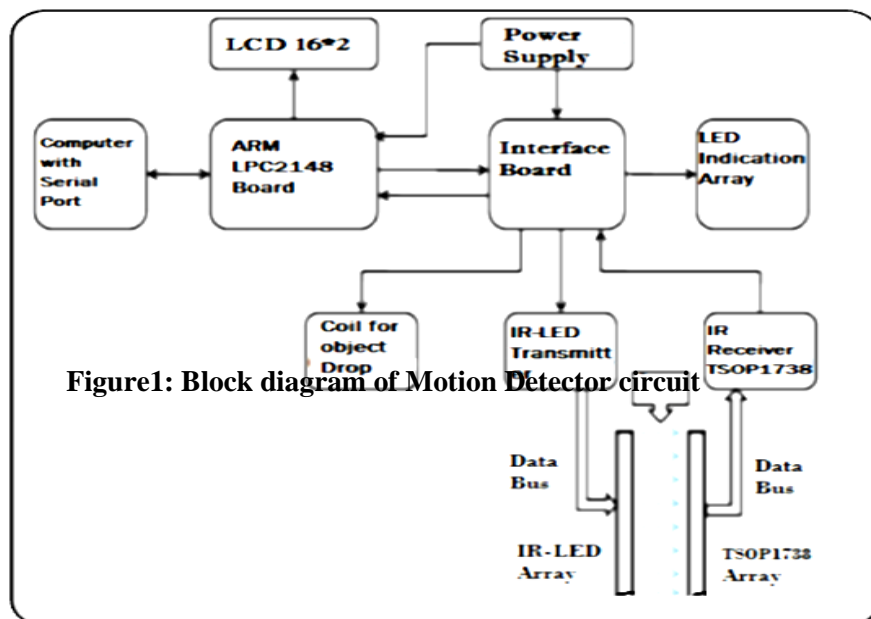 LCD 16*2
Power
Supply
Computer
with
Serial
Port
ARM
LPC2148
Board
Interface
Board
LED
Indication
Array
Coil for
object
Drop
IR-LED
Transmitt
er
IR
Receiver
TSOP1738
Figure1: Block diagram of Motion Detector circuit
Data
Bus
Data
Bus
IR-LED
Array
TSOP1738
Array